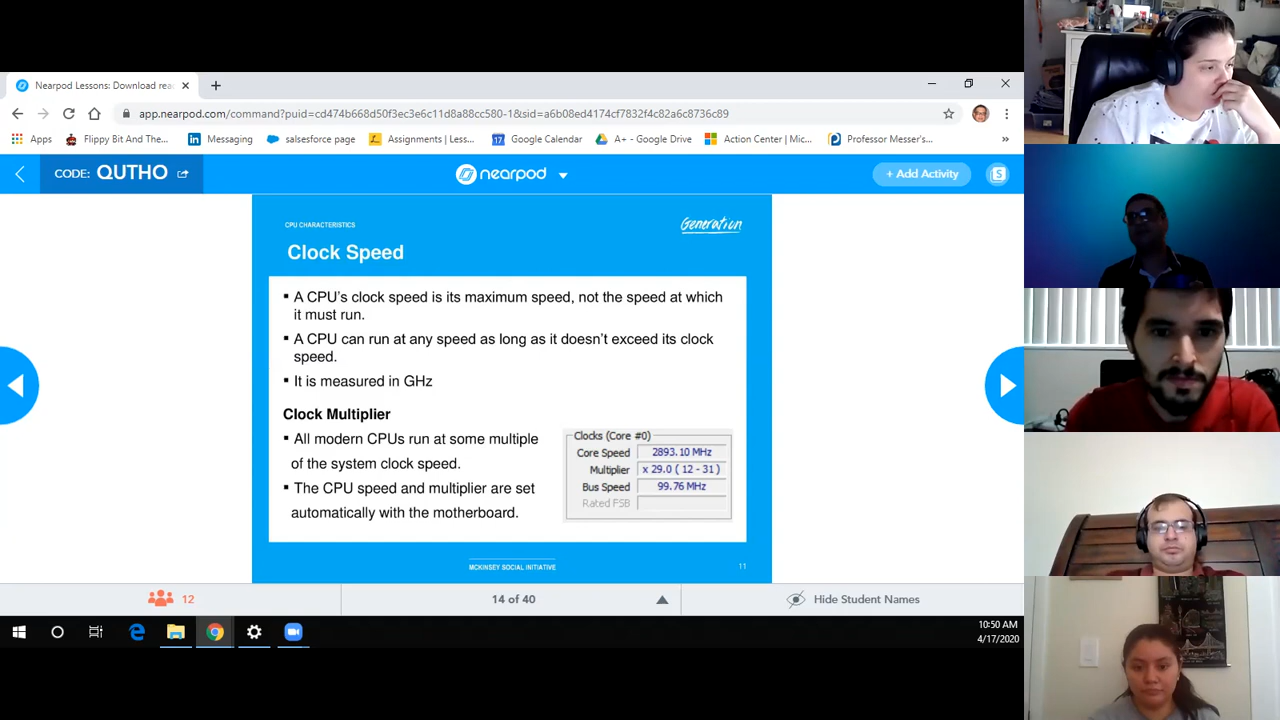 Nearpod Lessons: Download rea
app.nearpod.com/command?puid=cd474b668d50f3ec3e6c11d8a88cc580-1&tsid=a6b08ed4174cf7832f4c82a6c8736c89
Apps Flippy Bit And The... Messaging salsesforce page Assignments | Less... Google Calendar A+ - Google Drive Action Center | Mic... Professor Messer's... »
CODE: QUTHO nearpod + Add Activity S
CPU CHARACTERISTICS
Generation
Clock Speed
▪ A CPU's clock speed is its maximum speed, not the speed at which
it must run.
▪ A CPU can run at any speed as long as it doesn't exceed its clock
speed.
▪ It is measured in GHz
Clock Multiplier
▪ All modern CPUs run at some multiple
of the system clock speed.
▪ The CPU speed and multiplier are set
automatically with the motherboard.
Clocks (Core #0)
Core Speed 2893.10 MHz
Multiplier x 29.0 ( 12 - 31 )
Bus Speed 99.76 MHz
Rated FSB
MCKINSEY SOCIAL INITIATIVE 11
12 14 of 40 Hide Student Names
10:50 AM
4/17/2020